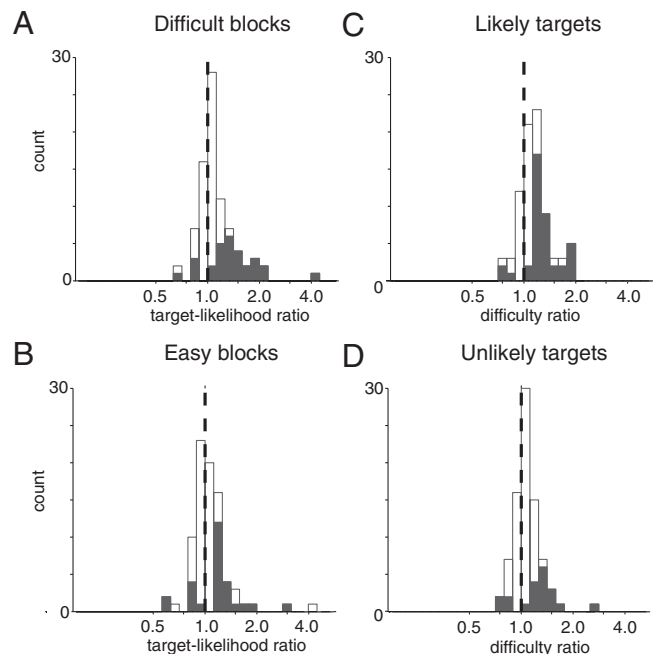 A Difficult blocks
30
count
0
0.5 1.0 2.0 4.0
target-likelihood ratio
C Likely targets
30
0
0.5 1.0 2.0 4.0
difficulty ratio
B Easy blocks
30
count
0
0.5 1.0 2.0 4.0
target-likelihood ratio
D Unlikely targets
30
0
0.5 1.0 2.0 4.0
difficulty ratio